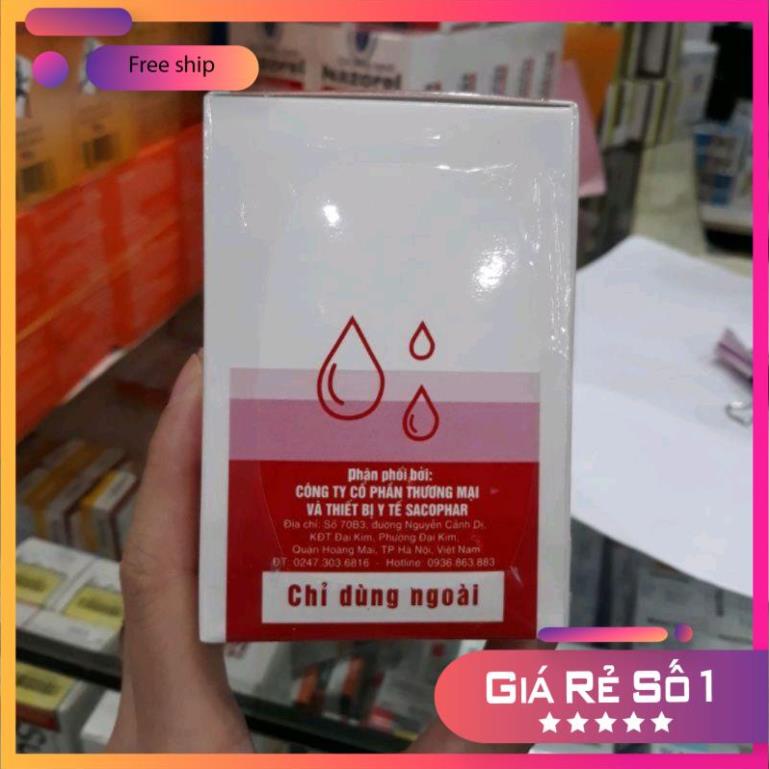 Free ship
Nazorel
Phân phối bởi:
CÔNG TY CỔ PHẦN THƯƠNG MẠI
VÀ THIẾT BỊ Y TẾ SACOPHAR
Địa chỉ: Số 70B3, đường Nguyễn Cảnh Dị,
KĐT Đại Kim, Phường Đại Kim,
Quận Hoàng Mai, TP Hà Nội, Việt Nam
ĐT: 0247.303.6816 - Hotline: 0936.863.883
Chỉ dùng ngoài
GIÁ RẺ SỐ 1